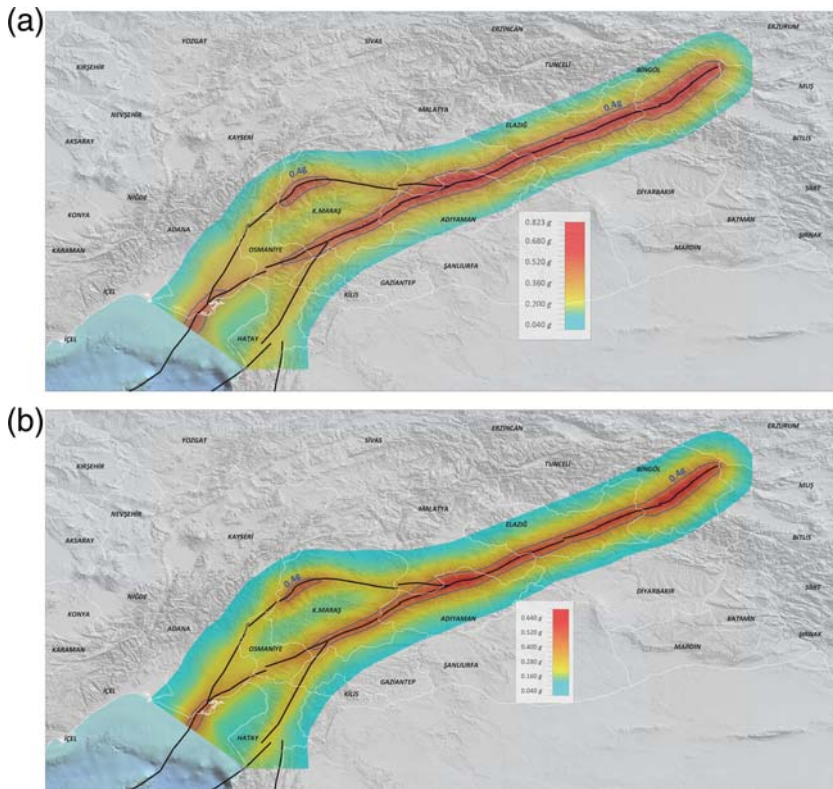 (a)
ERZİNCAN
ERZURUM
YOZGAT
SİVAS
KIRŞEHİR
TUNCELİ
BİNGÖL
MUŞ
NEVŞEHİR
MALATYA
0.4g
ELAZIĞ
AKSARAY
KAYSERİ
BİTLİS
0.4g
NİĞDE
DİYARBAKIR
SİİRT
KONYA
K.MARAŞ
ADIYAMAN
BATMAN
ADANA
0.823 g
ŞIRNAK
KARAMAN
OSMANİYE
0.680 g
MARDİN
ŞANLIURFA
0.520 g
GAZİANTEP
0.360 g
İÇEL
KİLİS
0.200 g
0.040 g
İÇEL
HATAY
(b)
ERZİNCAN
ERZURUM
YOZGAT
SİVAS
KIRŞEHİR
TUNCELİ
BİNGÖL
0.4g
MUŞ
NEVŞEHİR
MALATYA
ELAZIĞ
AKSARAY
KAYSERİ
BİTLİS
0.4g
NİĞDE
DİYARBAKIR
SİİRT
KONYA
K.MARAŞ
ADIYAMAN
0.640 g
BATMAN
ADANA
0.520 g
ŞIRNAK
KARAMAN
OSMANİYE
0.400 g
MARDİN
ŞANLIURFA
0.280 g
GAZİANTEP
0.160 g
İÇEL
KİLİS
0.040 g
İÇEL
HATAY